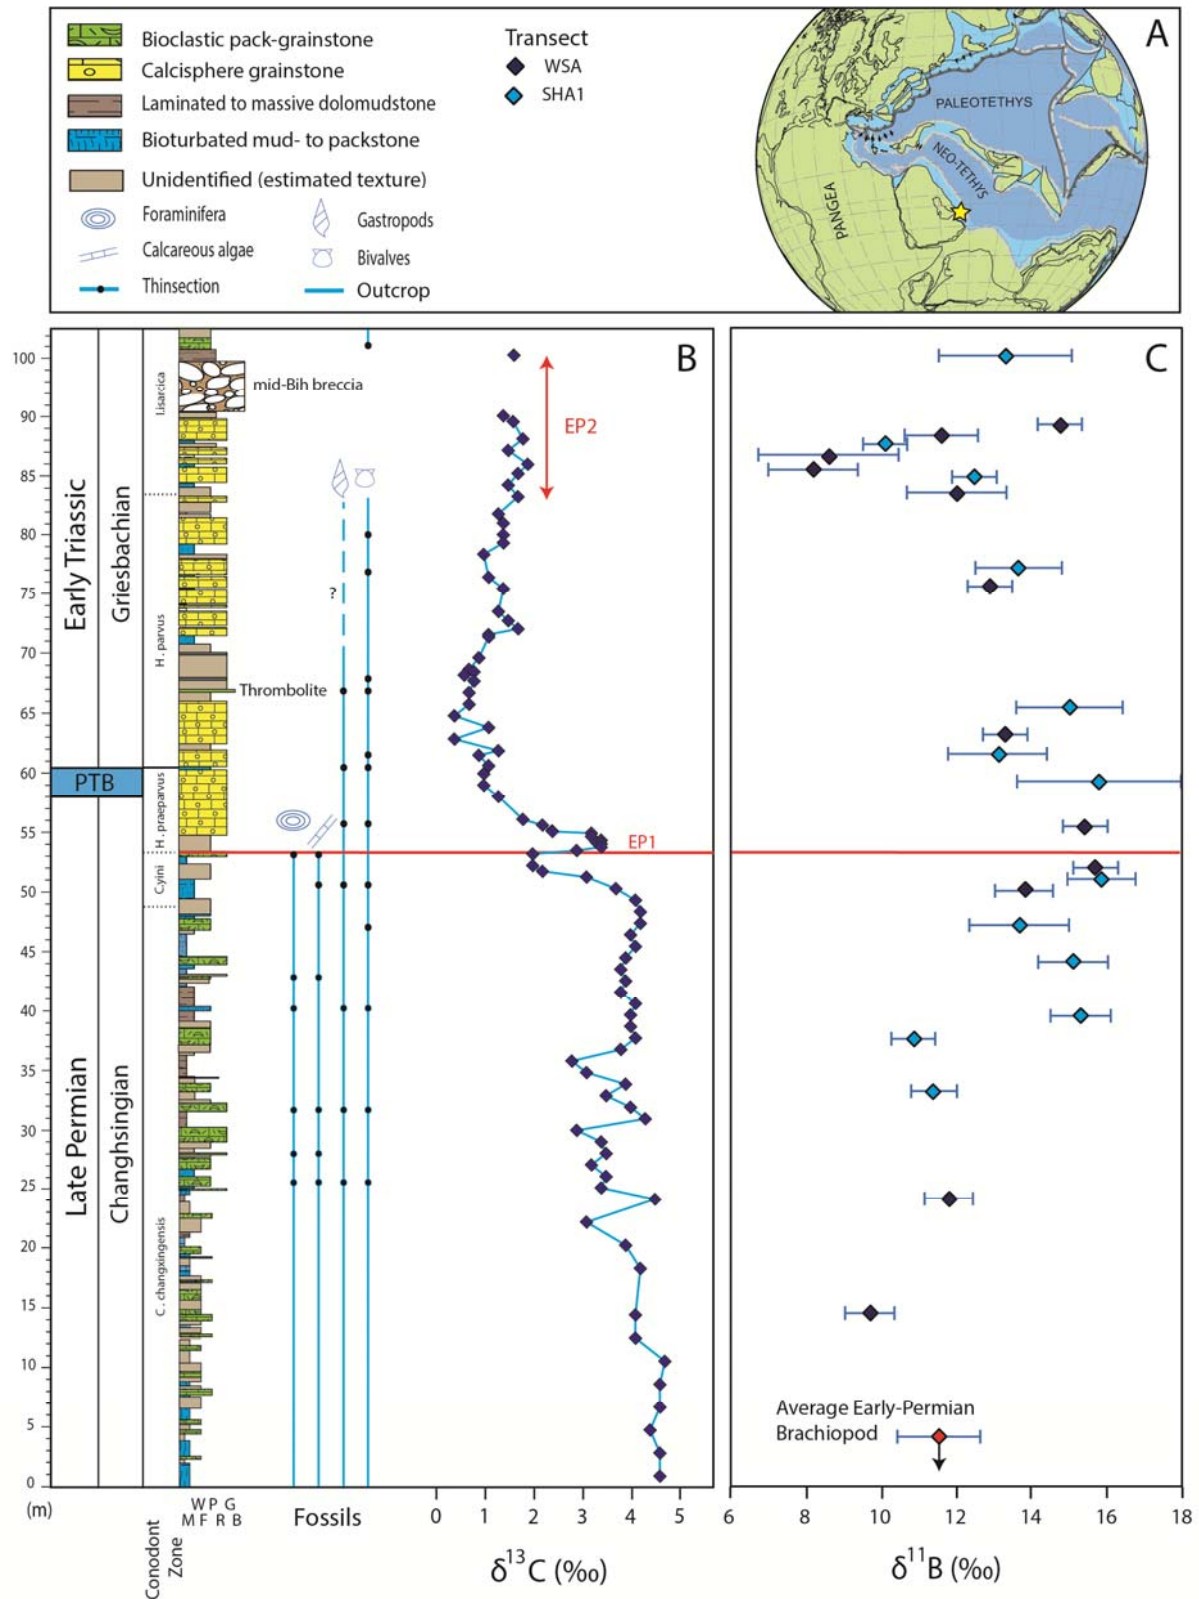 Bioclastic pack-grainstone
Calcisphere grainstone
Laminated to massive dolomudstone
Bioturbated mud- to packstone
Unidentified (estimated texture)
Foraminifera
Calcareous algae
Thinsection
Gastropods
Bivalves
Outcrop
Transect
WSA
SHA1
A
PALEOTETHYS
NEO-TETHYS
PANGEA
B
C
100
90
85
80
75
70
65
60
55
50
45
40
35
30
25
20
15
10
5
0
(m)
Early Triassic
Late Permian
Griesbachian
Changhsingian
PTB
I.isarcica
H. parvus
H. praeparvus
C.yini
C. changxingensis
mid-Bih breccia
Thrombolite
?
EP2
EP1
Average Early-Permian
Brachiopod
W P G
M F R B
Conodont
Zone
Fossils
0 1 2 3 4 5
δ¹³C (‰)
6 8 10 12 14 16 18
δ¹¹B (‰)